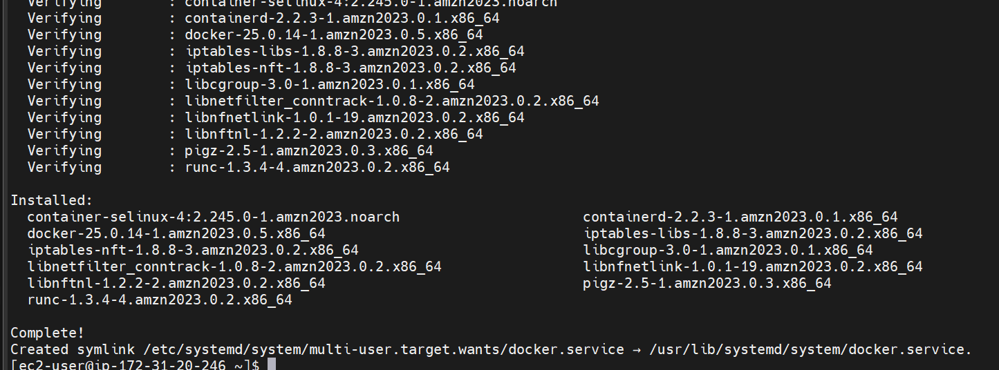 Verifying : container-selinux-4:2.245.0-1.amzn2023.noarch
Verifying : containerd-2.2.3-1.amzn2023.0.1.x86_64
Verifying : docker-25.0.14-1.amzn2023.0.5.x86_64
Verifying : iptables-libs-1.8.8-3.amzn2023.0.2.x86_64
Verifying : iptables-nft-1.8.8-3.amzn2023.0.2.x86_64
Verifying : libcgroup-3.0-1.amzn2023.0.1.x86_64
Verifying : libnetfilter_conntrack-1.0.8-2.amzn2023.0.2.x86_64
Verifying : libnfnetlink-1.0.1-19.amzn2023.0.2.x86_64
Verifying : libnftnl-1.2.2-2.amzn2023.0.2.x86_64
Verifying : pigz-2.5-1.amzn2023.0.3.x86_64
Verifying : runc-1.3.4-4.amzn2023.0.2.x86_64
Installed:
container-selinux-4:2.245.0-1.amzn2023.noarch containerd-2.2.3-1.amzn2023.0.1.x86_64
docker-25.0.14-1.amzn2023.0.5.x86_64 iptables-libs-1.8.8-3.amzn2023.0.2.x86_64
iptables-nft-1.8.8-3.amzn2023.0.2.x86_64 libcgroup-3.0-1.amzn2023.0.1.x86_64
libnetfilter_conntrack-1.0.8-2.amzn2023.0.2.x86_64 libnfnetlink-1.0.1-19.amzn2023.0.2.x86_64
libnftnl-1.2.2-2.amzn2023.0.2.x86_64 pigz-2.5-1.amzn2023.0.3.x86_64
runc-1.3.4-4.amzn2023.0.2.x86_64
Complete!
Created symlink /etc/systemd/system/multi-user.target.wants/docker.service → /usr/lib/systemd/system/docker.service.
[ec2-user@ip-172-31-20-246 ~]$